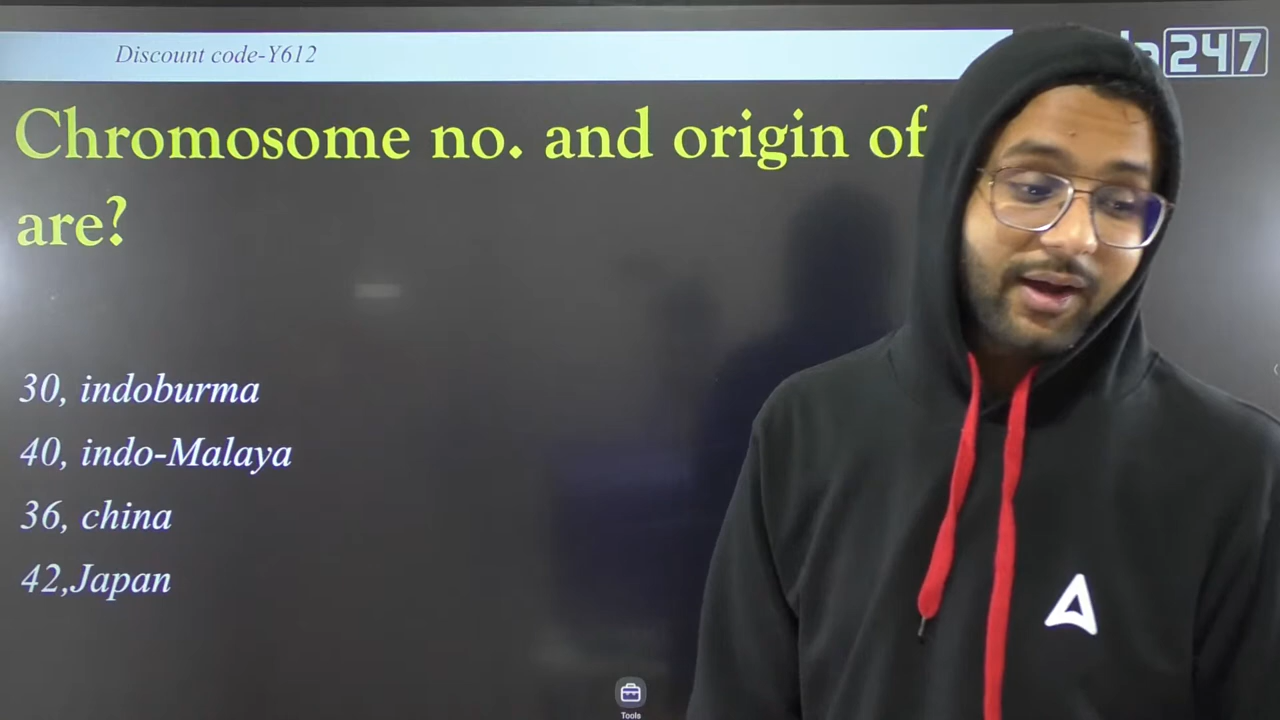 Discount code-Y612
247
Chromosome no. and origin of
are?
30, indoburma
40, indo-Malaya
36, china
42,Japan
Tools